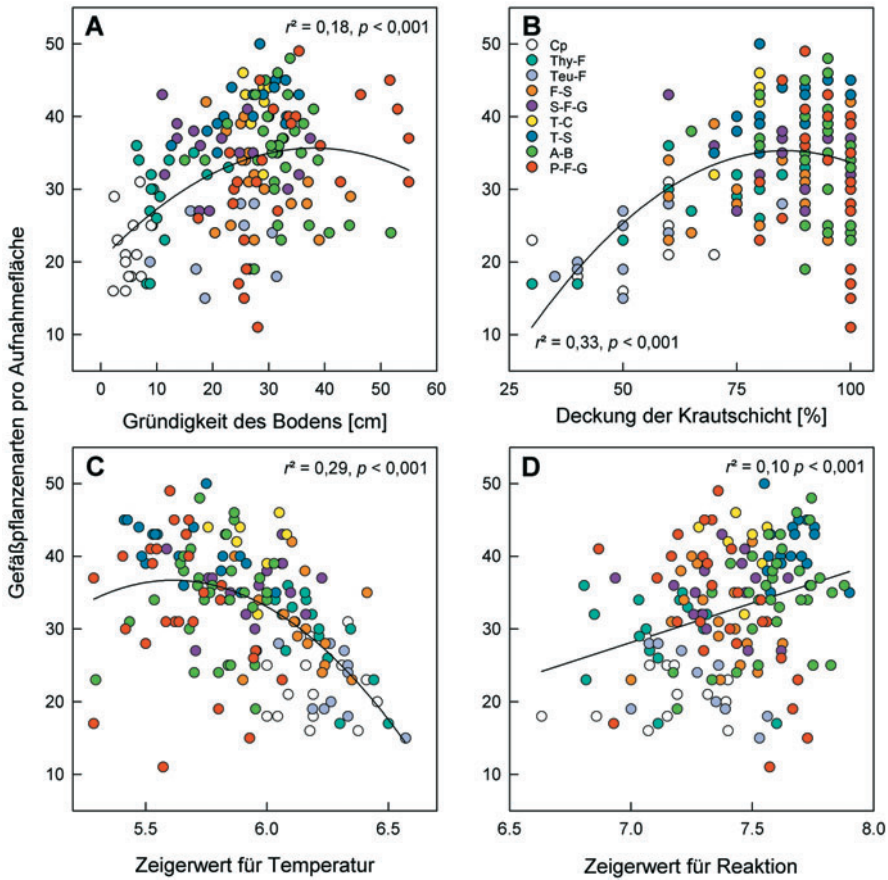 Gefäßpflanzenarten pro Aufnahmefläche
A
r² = 0,18, p < 0,001
50
40
30
20
10
0 10 20 30 40 50 60
Gründigkeit des Bodens [cm]
B
Cp
Thy-F
Teu-F
F-S
S-F-G
T-C
T-S
A-B
P-F-G
r² = 0,33, p < 0,001
50
40
30
20
10
25 50 75 100
Deckung der Krautschicht [%]
C
r² = 0,29, p < 0,001
50
40
30
20
10
5.5 6.0 6.5
Zeigerwert für Temperatur
D
r² = 0,10 p < 0,001
50
40
30
20
10
6.5 7.0 7.5 8.0
Zeigerwert für Reaktion